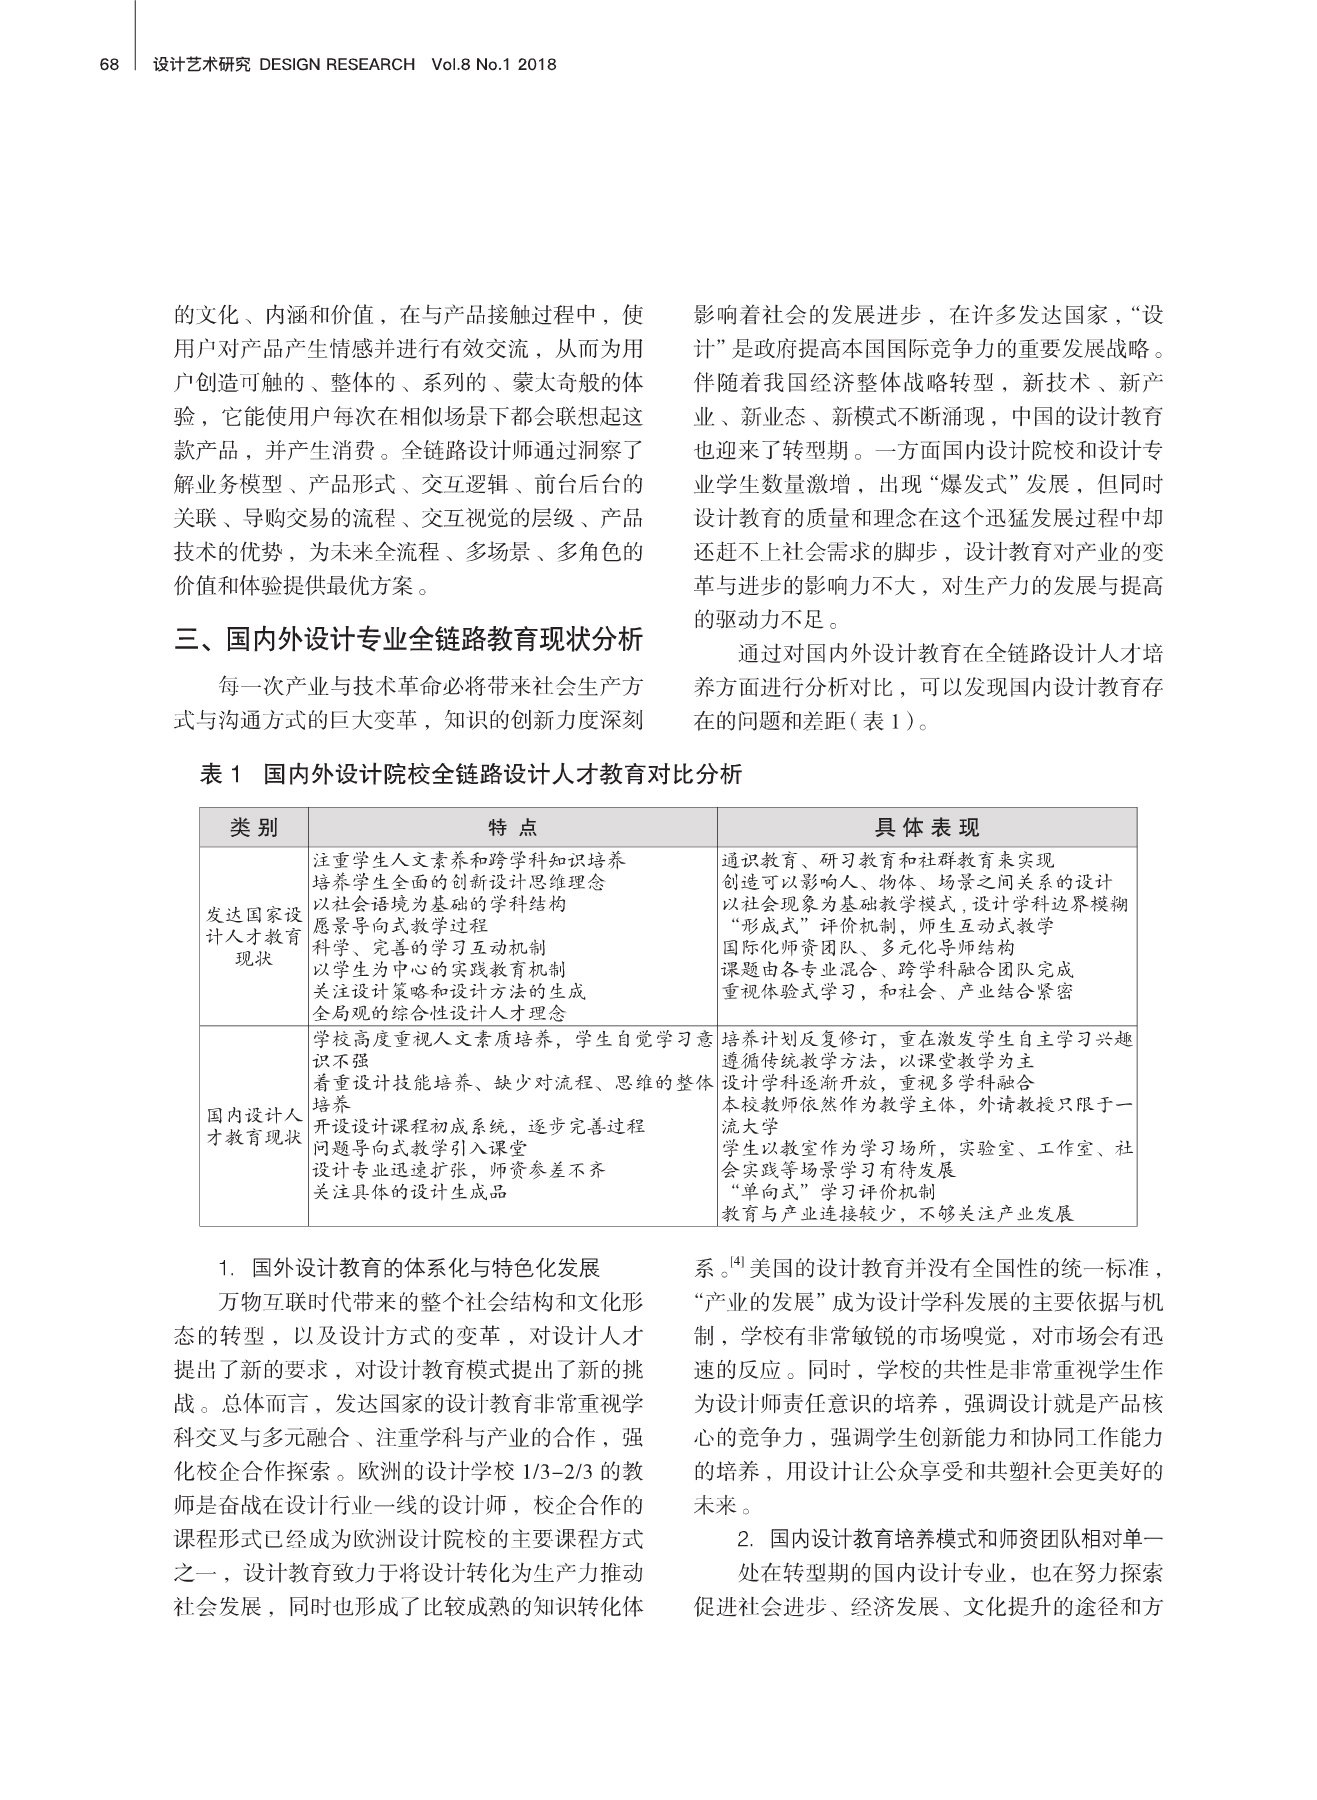 68 设计艺术研究 DESIGN RESEARCH Vol.8 No.1 2018
的文化、内涵和价值，在与产品接触过程中，使
用户对产品产生情感并进行有效交流，从而为用
户创造可触的、整体的、系列的、蒙太奇般的体
验，它能使用户每次在相似场景下都会联想起这
款产品，并产生消费。全链路设计师通过洞察了
解业务模型、产品形式、交互逻辑、前台后台的
关联、导购交易的流程、交互视觉的层级、产品
技术的优势，为未来全流程、多场景、多角色的
价值和体验提供最优方案。
三、国内外设计专业全链路教育现状分析
每一次产业与技术革命必将带来社会生产方
式与沟通方式的巨大变革，知识的创新力度深刻
影响着社会的发展进步，在许多发达国家，“设
计”是政府提高本国国际竞争力的重要发展战略。
伴随着我国经济整体战略转型，新技术、新产
业、新业态、新模式不断涌现，中国的设计教育
也迎来了转型期。一方面国内设计院校和设计专
业学生数量激增，出现“爆发式”发展，但同时
设计教育的质量和理念在这个迅猛发展过程中却
还赶不上社会需求的脚步，设计教育对产业的变
革与进步的影响力不大，对生产力的发展与提高
的驱动力不足。
通过对国内外设计教育在全链路设计人才培
养方面进行分析对比，可以发现国内设计教育存
在的问题和差距（表1）。
表1 国内外设计院校全链路设计人才教育对比分析
类别 特点 具体表现
发达国家设
计人才教育
现状
注重学生人文素养和跨学科知识培养
培养学生全面的创新设计思维理念
以社会语境为基础的学科结构
愿景导向式教学过程
科学、完善的学习互动机制
以学生为中心的实践教育机制
关注设计策略和设计方法的生成
全局观的综合性设计人才理念
通识教育、研习教育和社群教育来实现
创造可以影响人、物体、场景之间关系的设计
以社会现象为基础教学模式,设计学科边界模糊
“形成式”评价机制，师生互动式教学
国际化师资团队、多元化导师结构
课题由各专业混合、跨学科融合团队完成
重视体验式学习，和社会、产业结合紧密
国内设计人
才教育现状
学校高度重视人文素质培养，学生自觉学习意
识不强
着重设计技能培养、缺少对流程、思维的整体
培养
开设设计课程初成系统，逐步完善过程
问题导向式教学引入课堂
设计专业迅速扩张，师资参差不齐
关注具体的设计生成品
培养计划反复修订，重在激发学生自主学习兴趣
遵循传统教学方法，以课堂教学为主
设计学科逐渐开放，重视多学科融合
本校教师依然作为教学主体，外请教授只限于一
流大学
学生以教室作为学习场所，实验室、工作室、社
会实践等场景学习有待发展
“单向式”学习评价机制
教育与产业连接较少，不够关注产业发展
1. 国外设计教育的体系化与特色化发展
万物互联时代带来的整个社会结构和文化形
态的转型，以及设计方式的变革，对设计人才
提出了新的要求，对设计教育模式提出了新的挑
战。总体而言，发达国家的设计教育非常重视学
科交叉与多元融合、注重学科与产业的合作，强
化校企合作探索。欧洲的设计学校1/3–2/3的教
师是奋战在设计行业一线的设计师，校企合作的
课程形式已经成为欧洲设计院校的主要课程方式
之一，设计教育致力于将设计转化为生产力推动
社会发展，同时也形成了比较成熟的知识转化体
系。[4]美国的设计教育并没有全国性的统一标准，
“产业的发展”成为设计学科发展的主要依据与机
制，学校有非常敏锐的市场嗅觉，对市场会有迅
速的反应。同时，学校的共性是非常重视学生作
为设计师责任意识的培养，强调设计就是产品核
心的竞争力，强调学生创新能力和协同工作能力
的培养，用设计让公众享受和共塑社会更美好的
未来。
2. 国内设计教育培养模式和师资团队相对单一
处在转型期的国内设计专业，也在努力探索
促进社会进步、经济发展、文化提升的途径和方